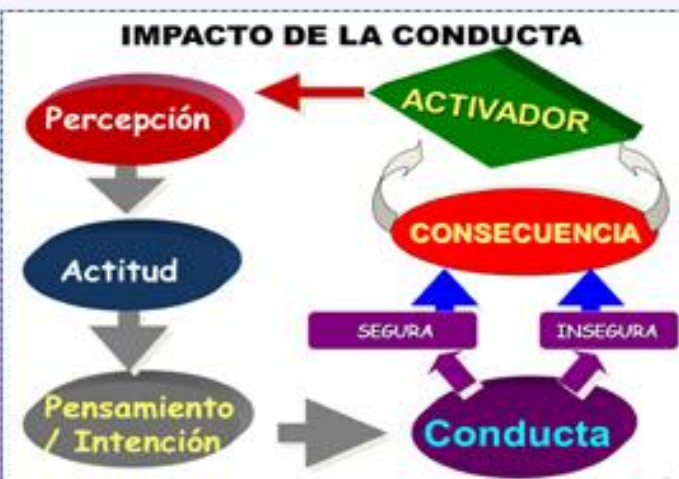 IMPACTO DE LA CONDUCTA
Percepción
ACTIVADOR
Actitud
CONSECUENCIA
SEGURA
INSEGURA
Pensamiento
/ Intención
Conducta